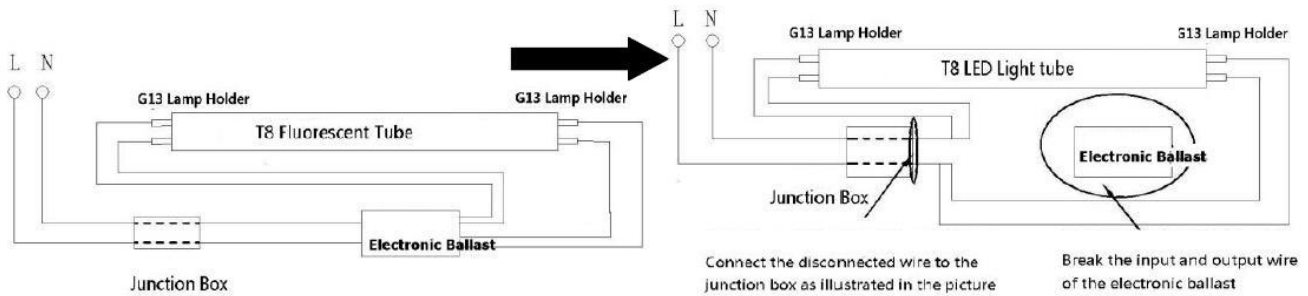 L N
G13 Lamp Holder
G13 Lamp Holder
T8 Fluorescent Tube
Electronic Ballast
Junction Box
L N
G13 Lamp Holder
G13 Lamp Holder
T8 LED Light tube
Electronic Ballast
Junction Box
Connect the disconnected wire to the
junction box as illustrated in the picture
Break the input and output wire
of the electronic ballast